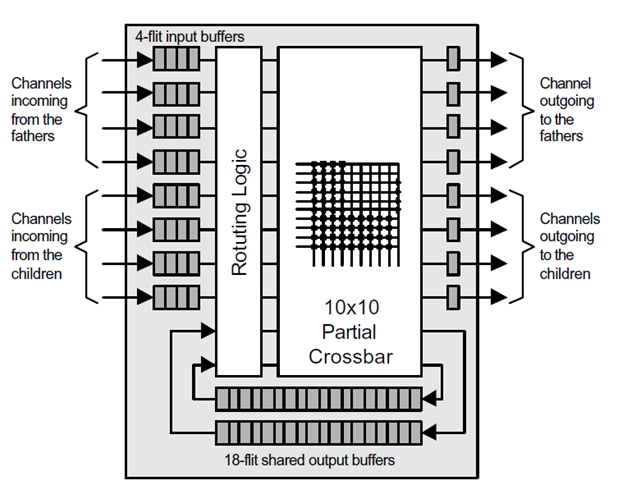 4-flit input buffers
Channels
incoming
from the
fathers
Channels
incoming
from the
children
Rotuting Logic
10x10
Partial
Crossbar
Channel
outgoing
to the
fathers
Channels
outgoing
to the
children
18-flit shared output buffers